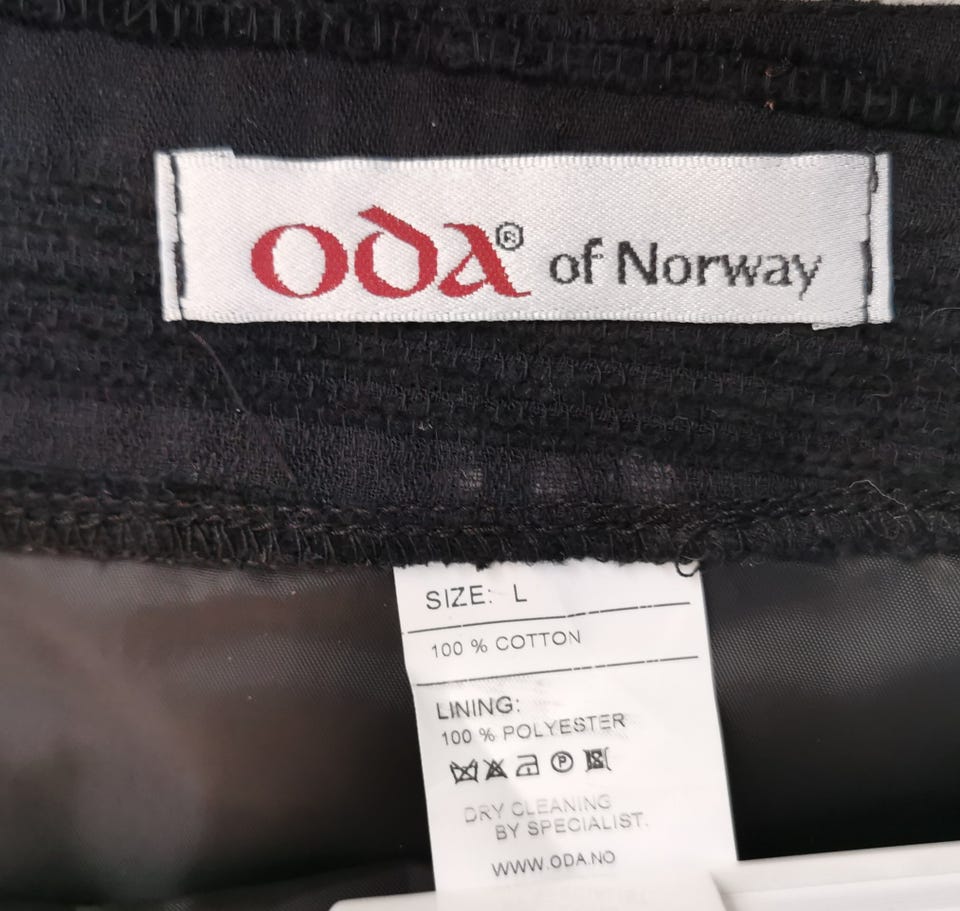 ODA® of Norway
SIZE: L
100 % COTTON
LINING:
100 % POLYESTER
P
DRY CLEANING
BY SPECIALIST.
WWW.ODA.NO